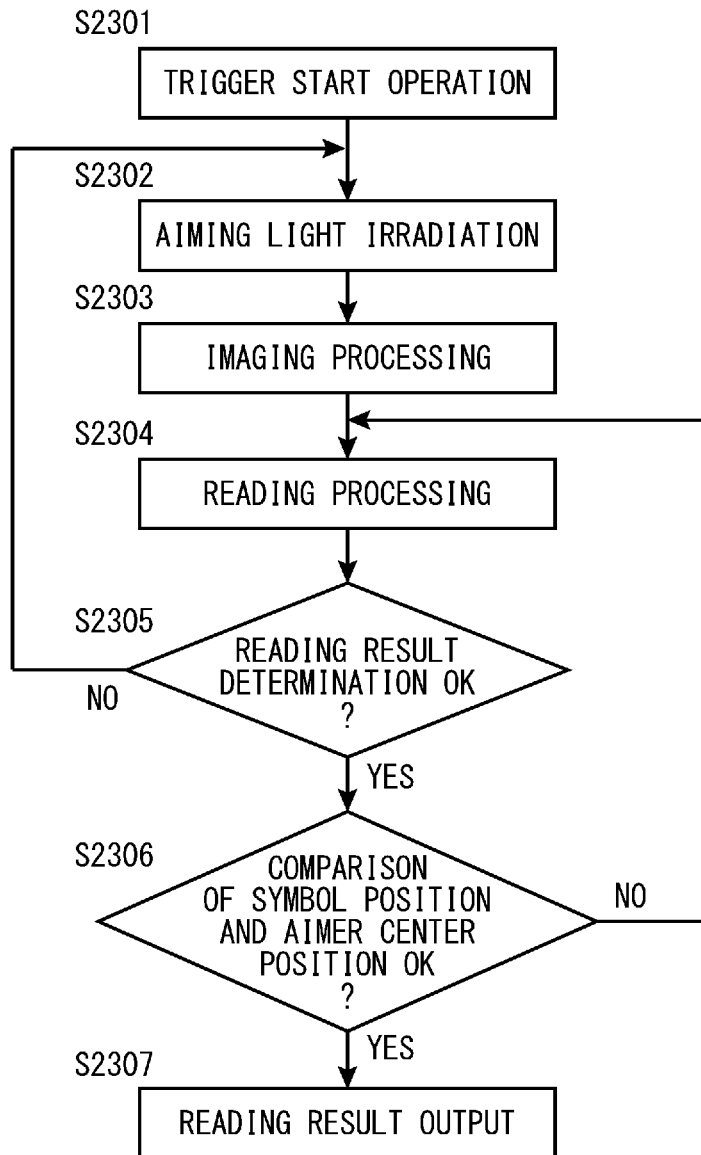 S2301
TRIGGER START OPERATION
S2302
AIMING LIGHT IRRADIATION
S2303
IMAGING PROCESSING
S2304
READING PROCESSING
S2305
READING RESULT
DETERMINATION OK
?
NO
YES
S2306
COMPARISON
OF SYMBOL POSITION
AND AIMER CENTER
POSITION OK
?
NO
YES
S2307
READING RESULT OUTPUT